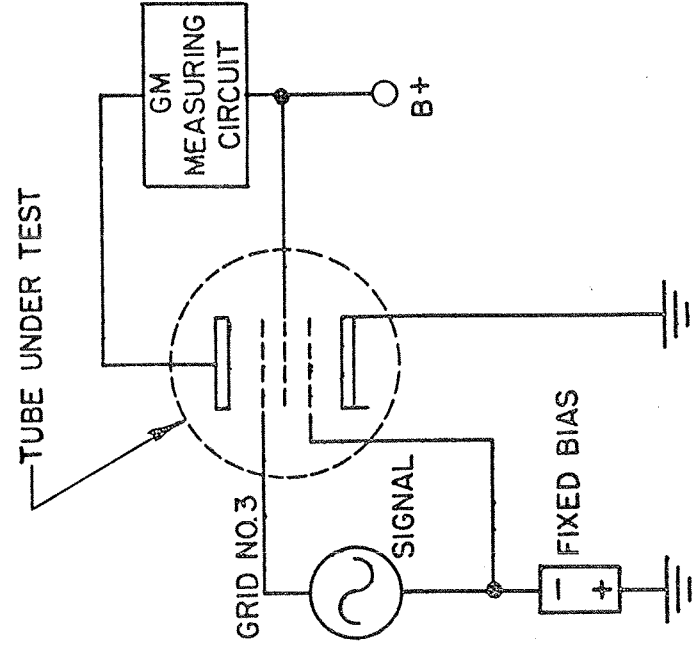 TUBE UNDER TEST
GM
MEASURING
CIRCUIT
B+
GRID NO.3
SIGNAL
FIXED BIAS
−
+